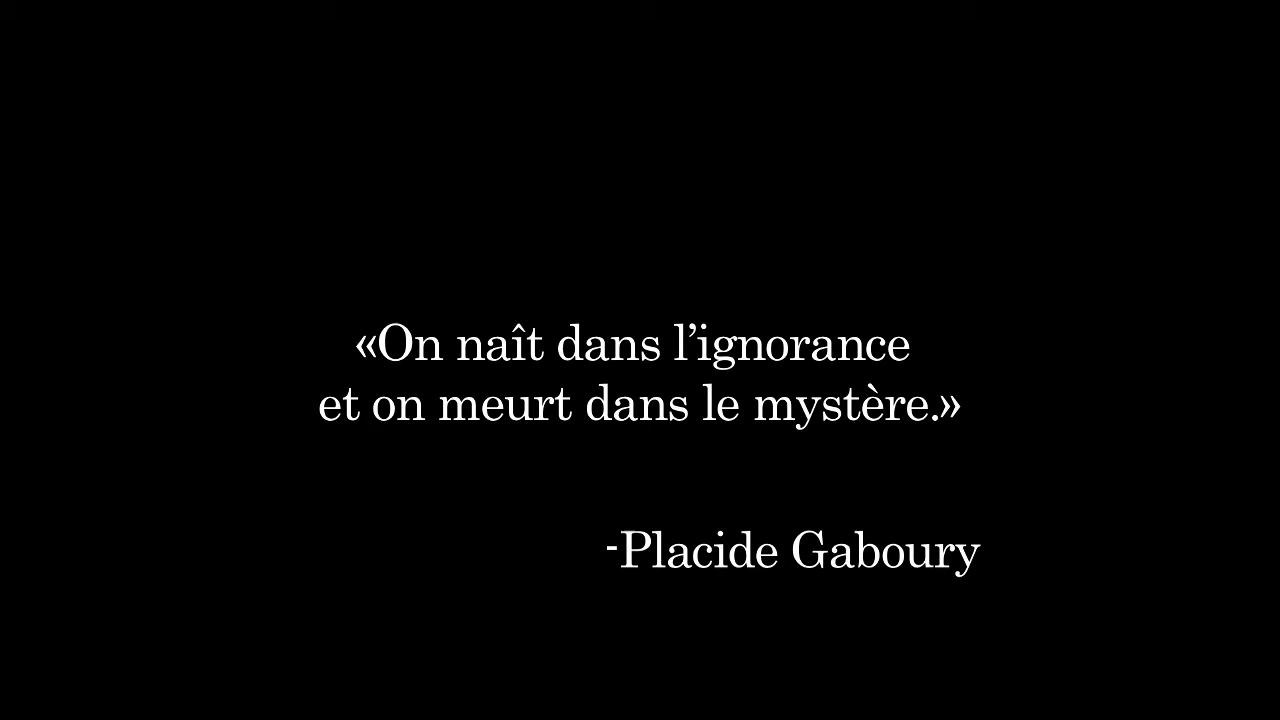 «On naît dans l’ignorance
et on meurt dans le mystère.»
-Placide Gaboury